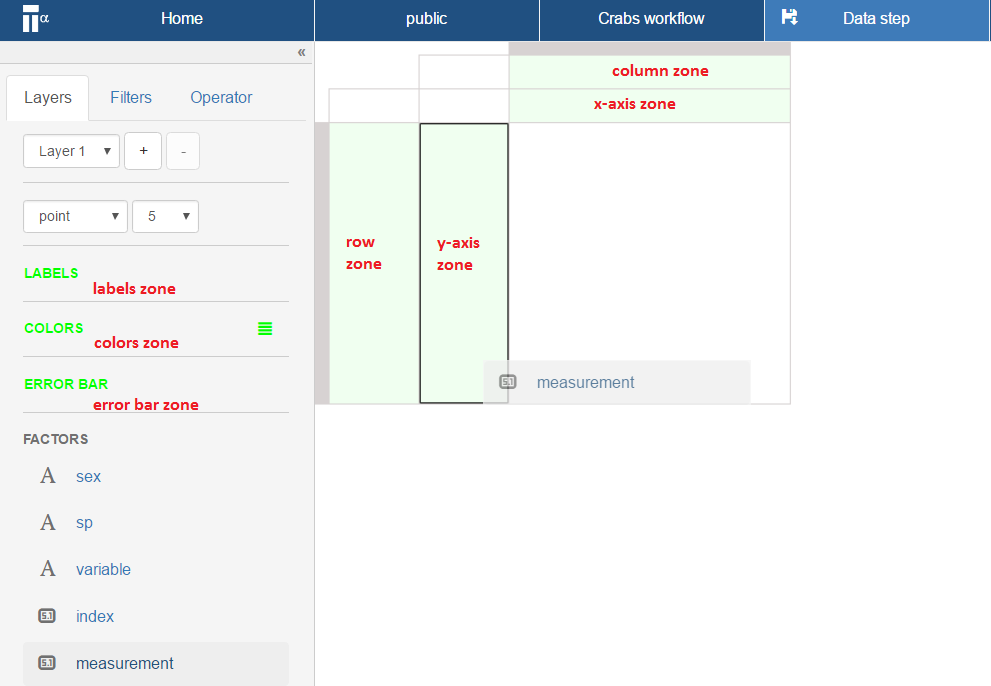 α Home public Crabs workflow Data step
«
Layers Filters Operator
Layer 1 + -
point 5
LABELS
labels zone
COLORS
colors zone
ERROR BAR
error bar zone
FACTORS
A sex
A sp
A variable
5.1 index
5.1 measurement
column zone
x-axis zone
row
zone
y-axis
zone
5.1 measurement